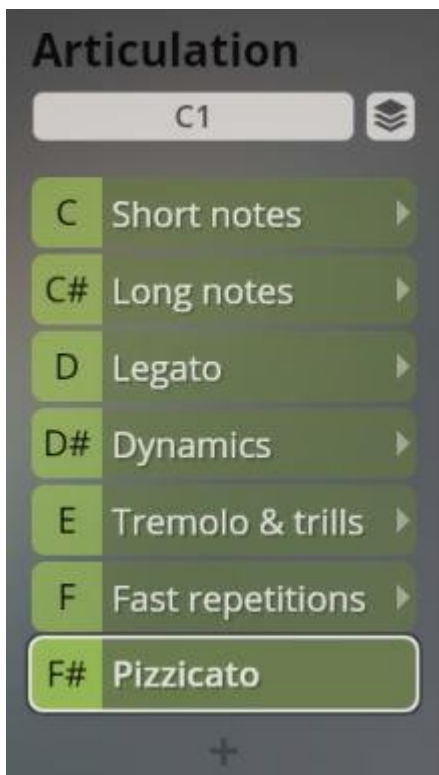 Articulation
C1
C Short notes
C# Long notes
D Legato
D# Dynamics
E Tremolo & trills
F Fast repetitions
F# Pizzicato
+